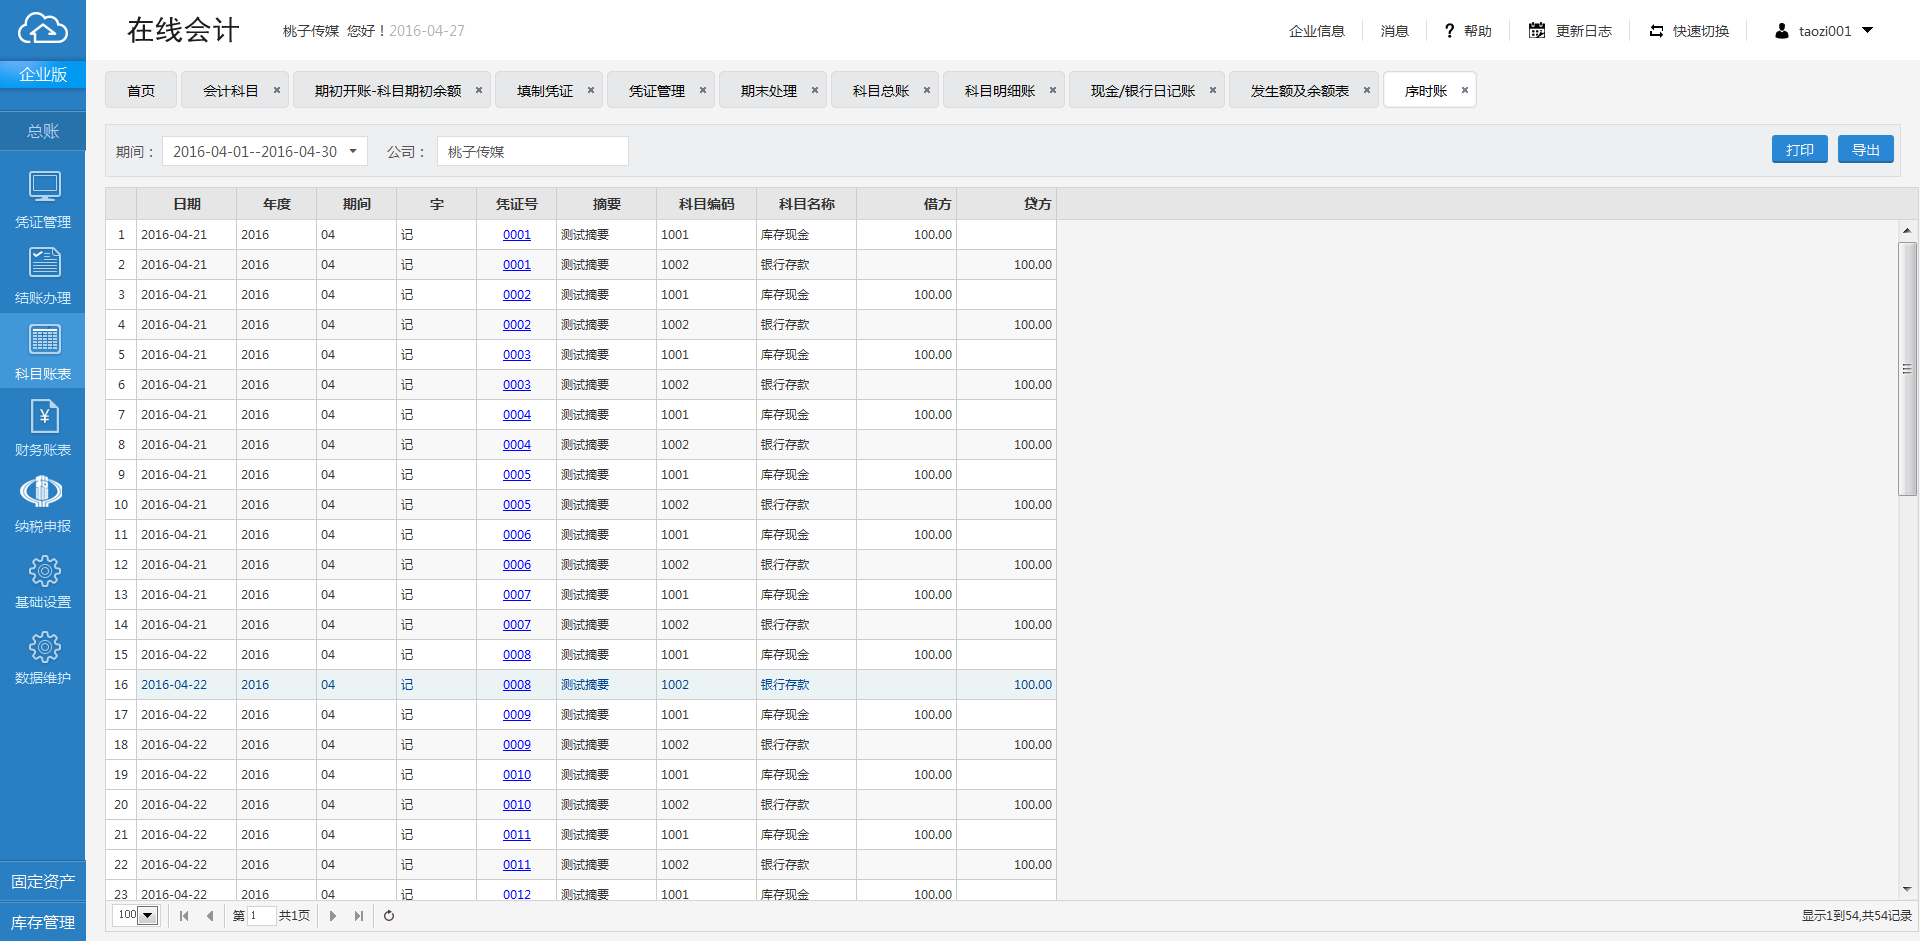 在线会计 桃子传媒 您好！2016-04-27 企业信息 消息 ? 帮助 更新日志 快速切换 taozi001
企业版
首页 会计科目 × 期初开账-科目期初余额 × 填制凭证 × 凭证管理 × 期末处理 × 科目总账 × 科目明细账 × 现金/银行日记账 × 发生额及余额表 × 序时账 ×
总账
期间： 2016-04-01--2016-04-30 公司： 桃子传媒 打印 导出
凭证管理
结账办理
科目账表
财务账表
纳税申报
基础设置
数据维护
固定资产
库存管理
日期 年度 期间 字 凭证号 摘要 科目编码 科目名称 借方 贷方
1 2016-04-21 2016 04 记 0001 测试摘要 1001 库存现金 100.00
2 2016-04-21 2016 04 记 0001 测试摘要 1002 银行存款 100.00
3 2016-04-21 2016 04 记 0002 测试摘要 1001 库存现金 100.00
4 2016-04-21 2016 04 记 0002 测试摘要 1002 银行存款 100.00
5 2016-04-21 2016 04 记 0003 测试摘要 1001 库存现金 100.00
6 2016-04-21 2016 04 记 0003 测试摘要 1002 银行存款 100.00
7 2016-04-21 2016 04 记 0004 测试摘要 1001 库存现金 100.00
8 2016-04-21 2016 04 记 0004 测试摘要 1002 银行存款 100.00
9 2016-04-21 2016 04 记 0005 测试摘要 1001 库存现金 100.00
10 2016-04-21 2016 04 记 0005 测试摘要 1002 银行存款 100.00
11 2016-04-21 2016 04 记 0006 测试摘要 1001 库存现金 100.00
12 2016-04-21 2016 04 记 0006 测试摘要 1002 银行存款 100.00
13 2016-04-21 2016 04 记 0007 测试摘要 1001 库存现金 100.00
14 2016-04-21 2016 04 记 0007 测试摘要 1002 银行存款 100.00
15 2016-04-22 2016 04 记 0008 测试摘要 1001 库存现金 100.00
16 2016-04-22 2016 04 记 0008 测试摘要 1002 银行存款 100.00
17 2016-04-22 2016 04 记 0009 测试摘要 1001 库存现金 100.00
18 2016-04-22 2016 04 记 0009 测试摘要 1002 银行存款 100.00
19 2016-04-22 2016 04 记 0010 测试摘要 1001 库存现金 100.00
20 2016-04-22 2016 04 记 0010 测试摘要 1002 银行存款 100.00
21 2016-04-22 2016 04 记 0011 测试摘要 1001 库存现金 100.00
22 2016-04-22 2016 04 记 0011 测试摘要 1002 银行存款 100.00
23 2016-04-22 2016 04 记 0012 测试摘要 1001 库存现金 100.00
100 第 1 共1页 显示1到54,共54记录